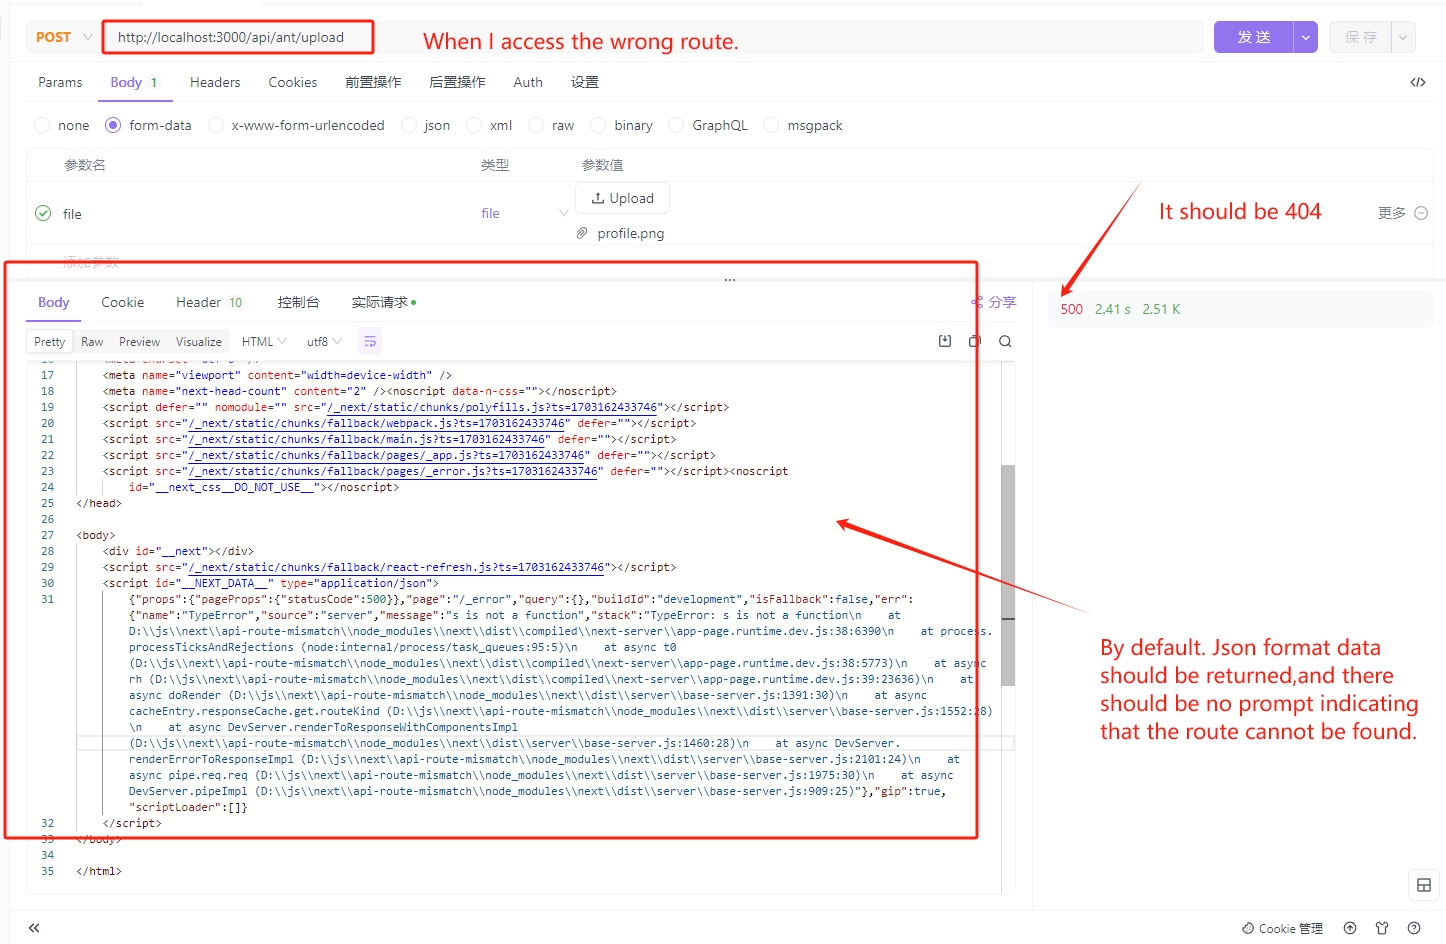 POST http://localhost:3000/api/ant/upload When I access the wrong route. 发 送 保 存
Params Body 1 Headers Cookies 前置操作 后置操作 Auth 设置
none form-data x-www-form-urlencoded json xml raw binary GraphQL msgpack
参数名 类型 参数值
file file Upload 更多
profile.png
It should be 404
添加参数
Body Cookie Header 10 控制台 实际请求 分享
500 2.41 s 2.51 K
Pretty Raw Preview Visualize HTML utf8
17 <meta name="viewport" content="width=device-width" />
18 <meta name="next-head-count" content="2" /><noscript data-n-css=""></noscript>
19 <script defer="" nomodule="" src="/_next/static/chunks/polyfills.js?ts=1703162433746"></script>
20 <script src="/_next/static/chunks/fallback/webpack.js?ts=1703162433746" defer=""></script>
21 <script src="/_next/static/chunks/fallback/main.js?ts=1703162433746" defer=""></script>
22 <script src="/_next/static/chunks/fallback/pages/_app.js?ts=1703162433746" defer=""></script>
23 <script src="/_next/static/chunks/fallback/pages/_error.js?ts=1703162433746" defer=""></script><noscript
24 id="__next_css__DO_NOT_USE__"></noscript>
25 </head>
26
27 <body>
28 <div id="__next"></div>
29 <script src="/_next/static/chunks/fallback/react-refresh.js?ts=1703162433746"></script>
30 <script id="__NEXT_DATA__" type="application/json">
31 {"props":{"pageProps":{"statusCode":500}},"page":"/_error","query":{},"buildId":"development","isFallback":false,"err":
{"name":"TypeError","source":"server","message":"s is not a function","stack":"TypeError: s is not a function\n    at
D:\\js\\next\\api-route-mismatch\\node_modules\\next\\dist\\compiled\\next-server\\app-page.runtime.dev.js:38:6390\n    at process.
processTicksAndRejections (node:internal/process/task_queues:95:5)\n    at async t0
(D:\\js\\next\\api-route-mismatch\\node_modules\\next\\dist\\compiled\\next-server\\app-page.runtime.dev.js:38:5773)\n    at async
rh (D:\\js\\next\\api-route-mismatch\\node_modules\\next\\dist\\compiled\\next-server\\app-page.runtime.dev.js:39:23636)\n    at
async doRender (D:\\js\\next\\api-route-mismatch\\node_modules\\next\\dist\\server\\base-server.js:1391:30)\n    at async
cacheEntry.responseCache.get.routeKind (D:\\js\\next\\api-route-mismatch\\node_modules\\next\\dist\\server\\base-server.js:1552:28)
\n    at async DevServer.renderToResponseWithComponentsImpl
(D:\\js\\next\\api-route-mismatch\\node_modules\\next\\dist\\server\\base-server.js:1460:28)\n    at async DevServer.
renderErrorToResponseImpl (D:\\js\\next\\api-route-mismatch\\node_modules\\next\\dist\\server\\base-server.js:2101:24)\n    at
async pipe.req.req (D:\\js\\next\\api-route-mismatch\\node_modules\\next\\dist\\server\\base-server.js:1975:30)\n    at async
DevServer.pipeImpl (D:\\js\\next\\api-route-mismatch\\node_modules\\next\\dist\\server\\base-server.js:909:25)"},"gip":true,
"scriptLoader":[]}
32 </script>
33 </body>
34
35 </html>
By default. Json format data
should be returned,and there
should be no prompt indicating
that the route cannot be found.
Cookie 管理